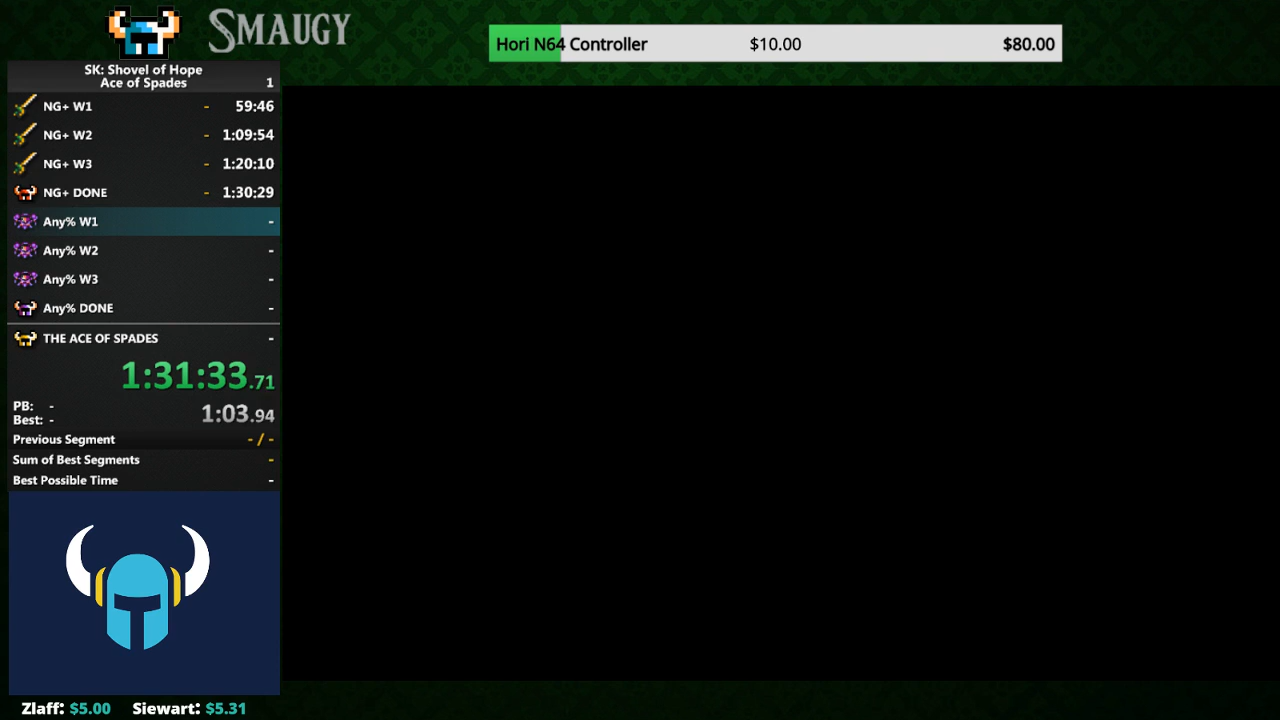 SMAUGY
Hori N64 Controller $10.00 $80.00
SK: Shovel of Hope
Ace of Spades 1
NG+ W1 - 59:46
NG+ W2 - 1:09:54
NG+ W3 - 1:20:10
NG+ DONE - 1:30:29
Any% W1 -
Any% W2 -
Any% W3 -
Any% DONE -
THE ACE OF SPADES -
1:31:33.71
PB: -
Best: - 1:03.94
Previous Segment - / -
Sum of Best Segments -
Best Possible Time -
Zlaff: $5.00 Siewart: $5.31